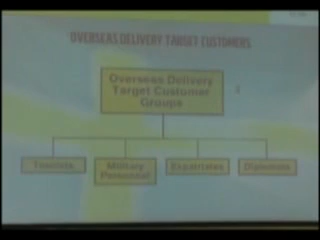 OVERSEAS DELIVERY TARGET CUSTOMERS
Overseas Delivery
Target Customer
Groups
Tourists
Military
Personnel
Expatriates
Diplomats